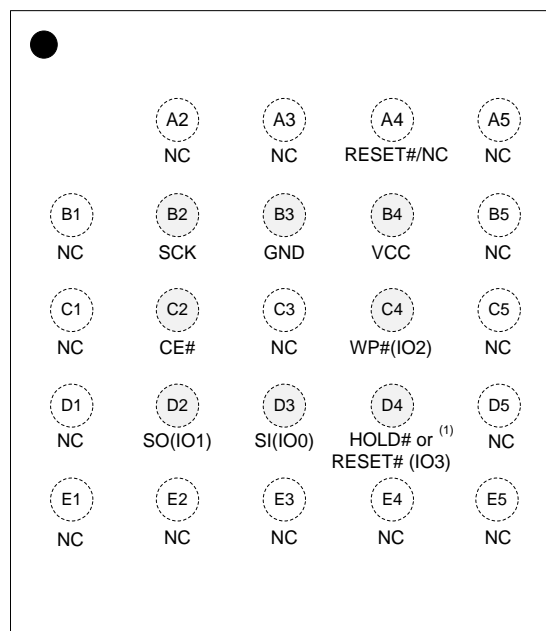 A2 A3 A4 A5
NC NC RESET#/NC NC
B1 B2 B3 B4 B5
NC SCK GND VCC NC
C1 C2 C3 C4 C5
NC CE# NC WP#(IO2) NC
D1 D2 D3 D4 D5
NC SO(IO1) SI(IO0) HOLD# or (1) NC
RESET# (IO3)
E1 E2 E3 E4 E5
NC NC NC NC NC